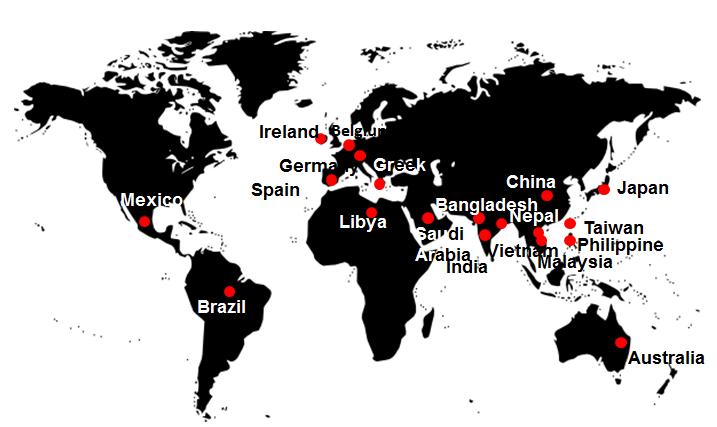 Ireland
Belgium
Germany
Greek
Spain
China
Japan
Mexico
Bangladesh
Nepal
Libya
Taiwan
Saudi
Arabia
Philippine
Vietnam
Malaysia
India
Brazil
Australia